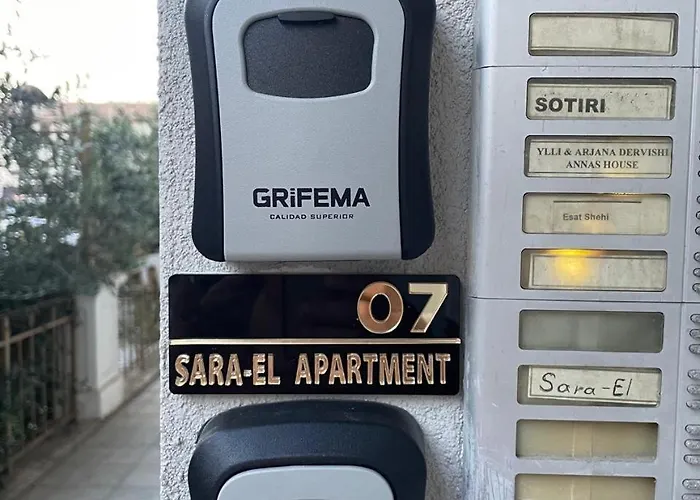 GRiFEMA
CALIDAD SUPERIOR
07
SARA-EL APARTMENT
SOTIRI
YLLI & ARJANA DERVISHI
ANNAS HOUSE
Esat Shehi
Sara-El